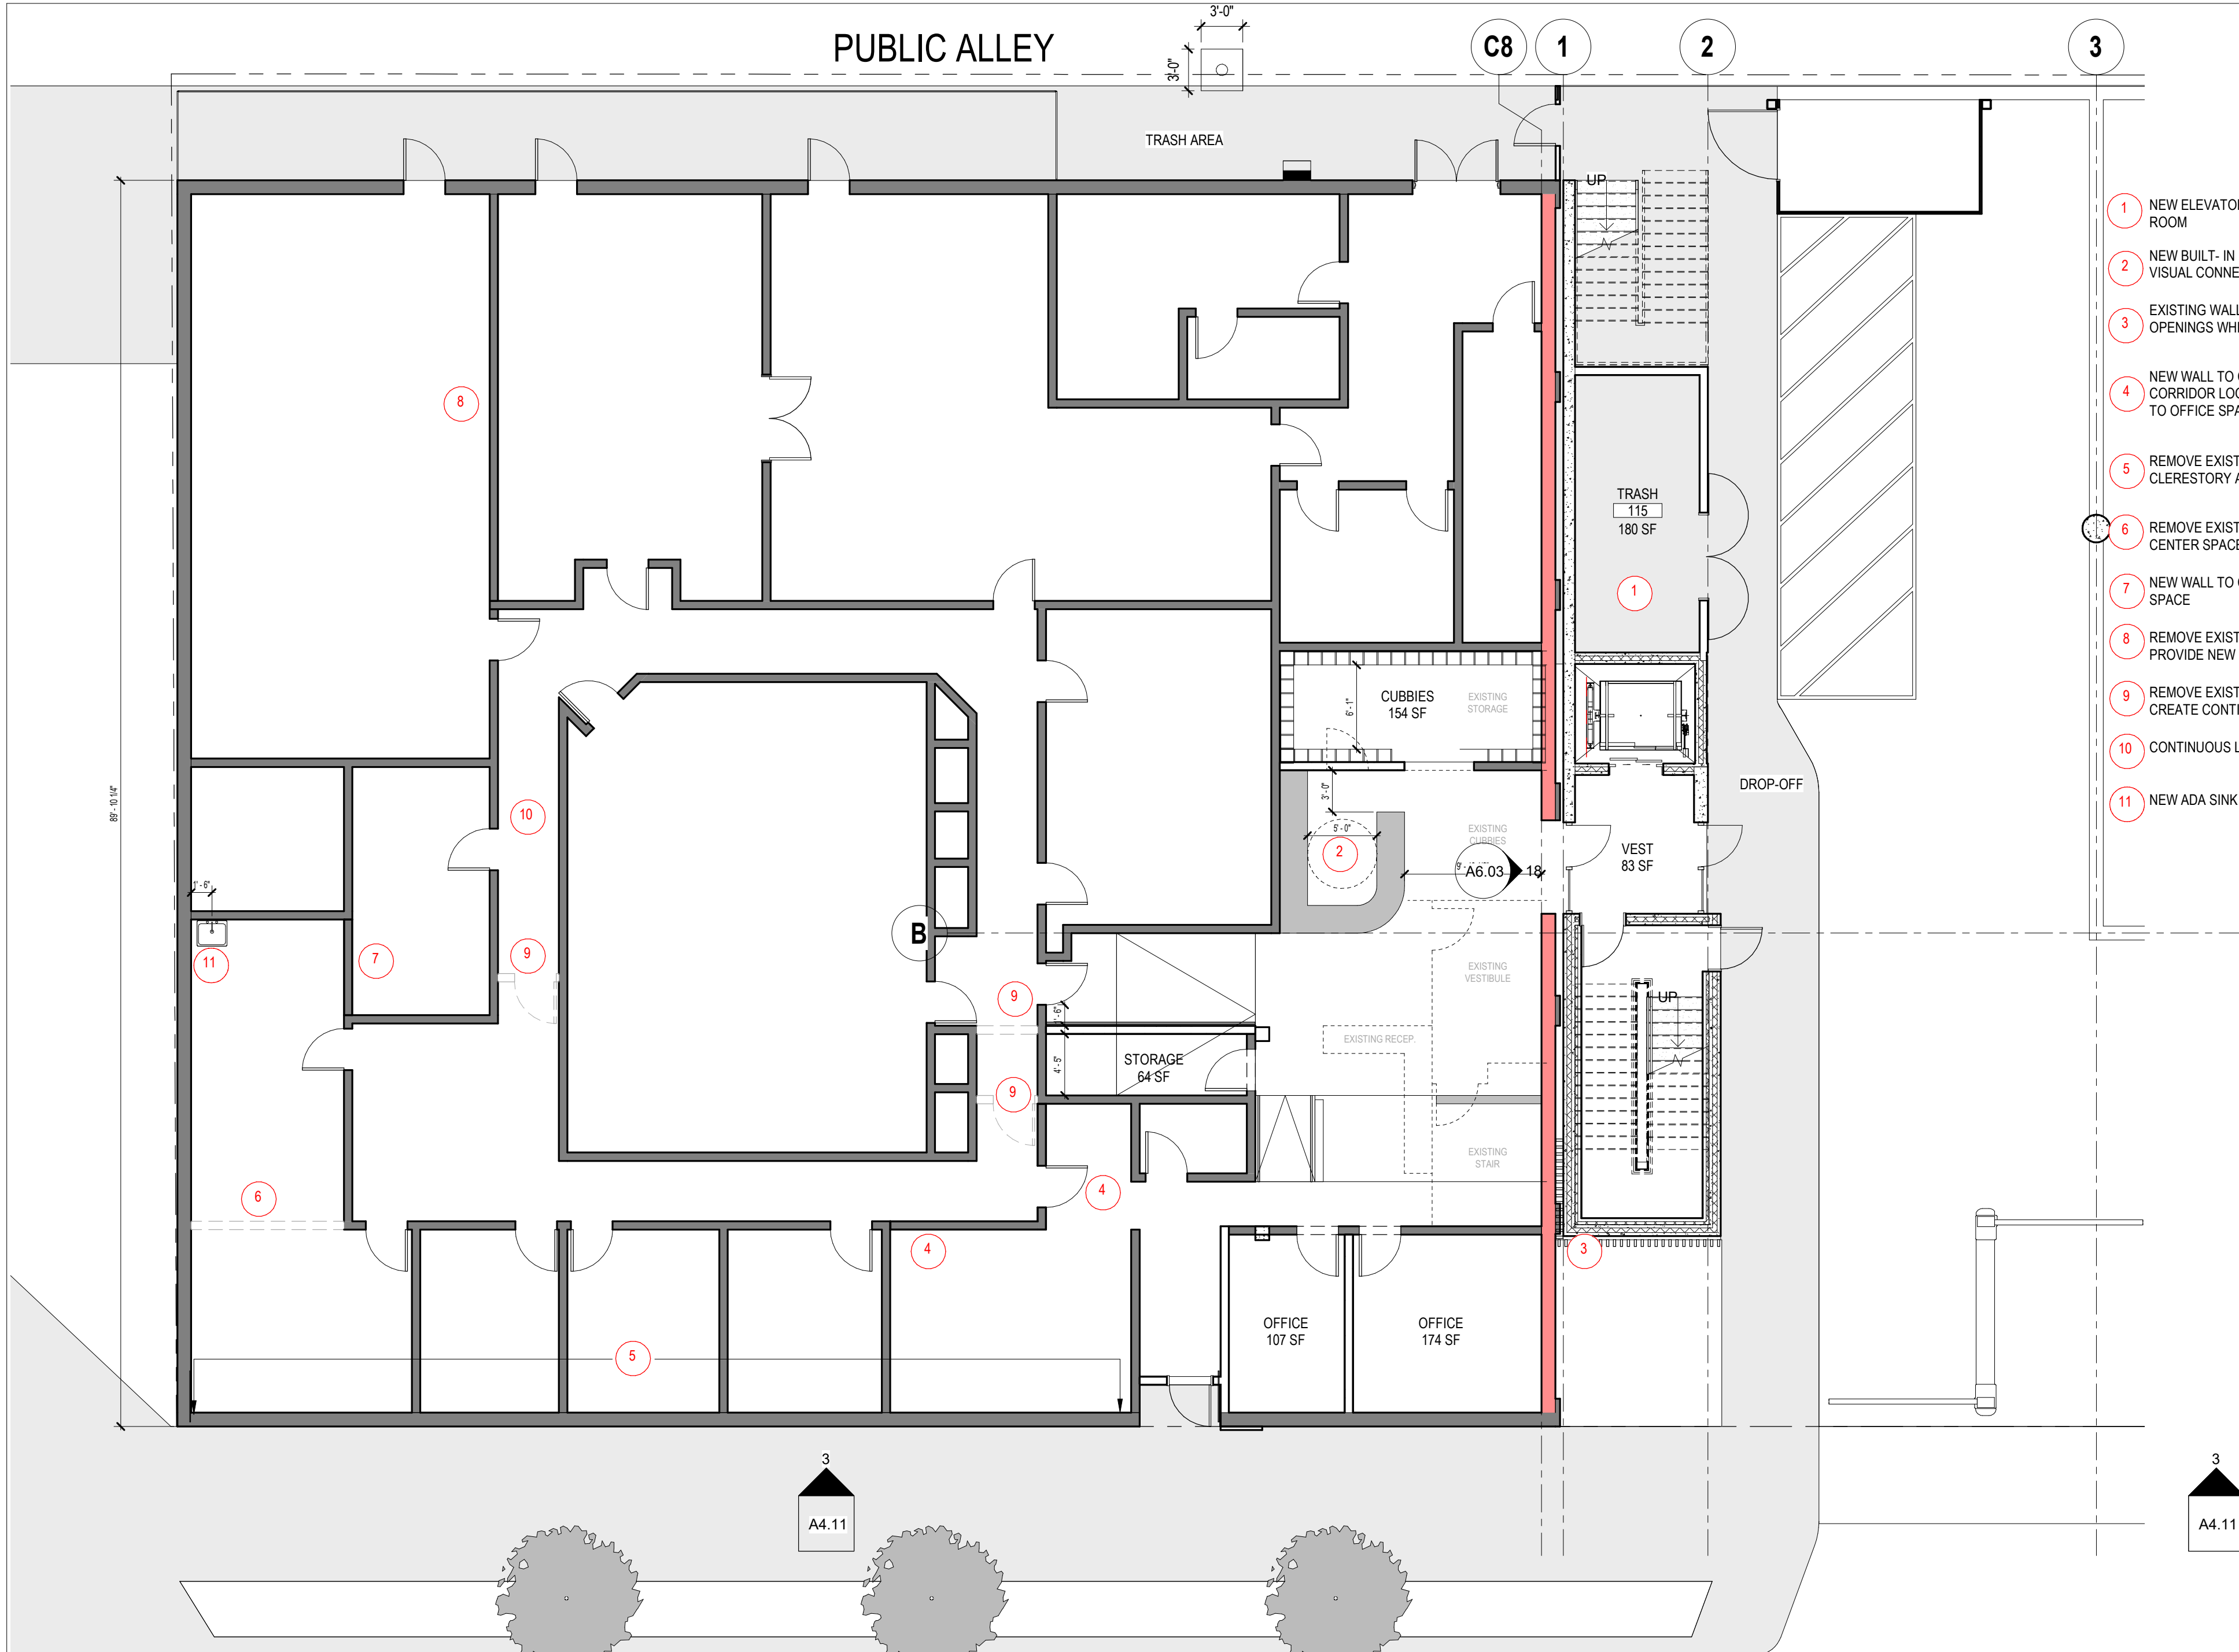 PUBLIC ALLEY
3'-0"
3'-0"
C8
1
2
3
TRASH AREA
UP
1
NEW ELEVATO
ROOM
2
NEW BUILT- IN
VISUAL CONNE
3
EXISTING WALL
OPENINGS WH
4
NEW WALL TO
CORRIDOR LO
TO OFFICE SPA
5
REMOVE EXIST
CLERESTORY A
6
REMOVE EXIST
CENTER SPACE
7
NEW WALL TO
SPACE
8
REMOVE EXIST
PROVIDE NEW
9
REMOVE EXIST
CREATE CONTI
10
CONTINUOUS L
11
NEW ADA SINK
8
TRASH
115
180 SF
1
CUBBIES
154 SF
6'-1"
EXISTING
STORAGE
DROP-OFF
89' - 10 1/4"
10
3'-0"
5'-0"
2
EXISTING
CUBBIES
A6.03
18
VEST
83 SF
1'-6"
B
11
7
9
9
EXISTING
VESTIBULE
UP
EXISTING RECEP.
STORAGE
64 SF
4'-5"
9
EXISTING
STAIR
6
4
4
3
OFFICE
107 SF
OFFICE
174 SF
5
3
A4.11
3
A4.11